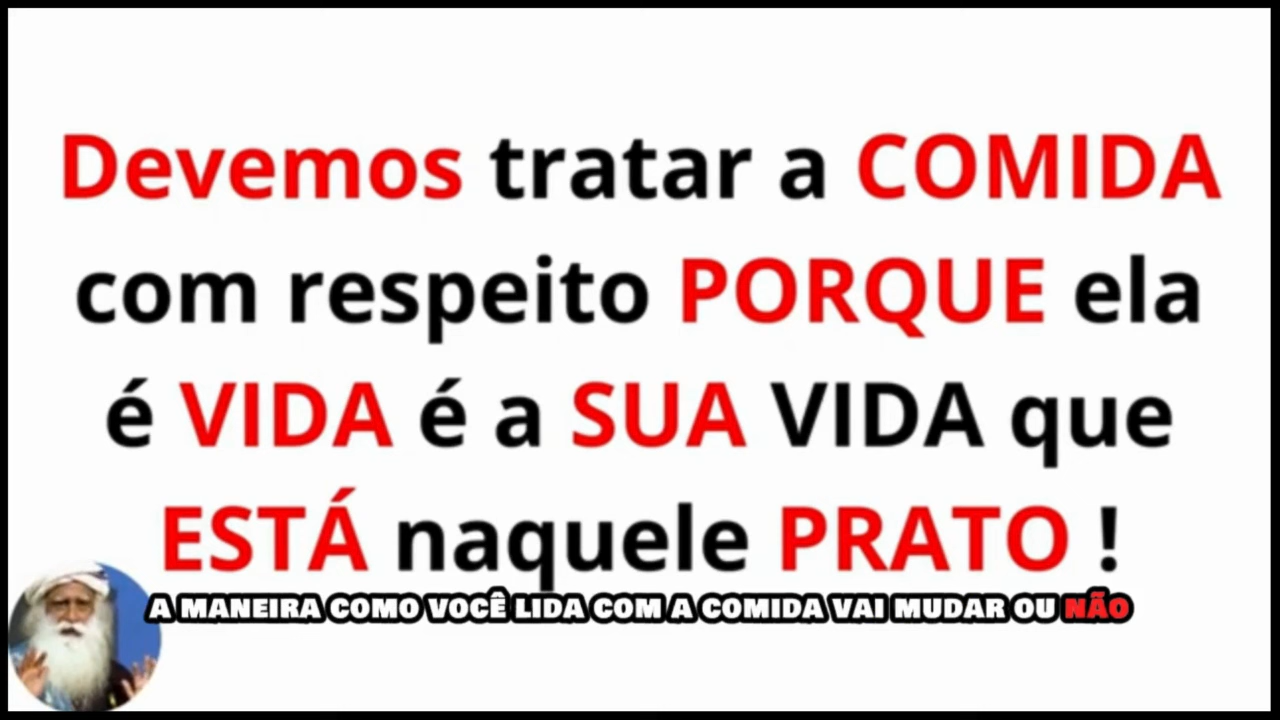 Devemos tratar a COMIDA
com respeito PORQUE ela
é VIDA é a SUA VIDA que
ESTÁ naquele PRATO !
A MANEIRA COMO VOCÊ LIDA COM A COMIDA VAI MUDAR OU NÃO